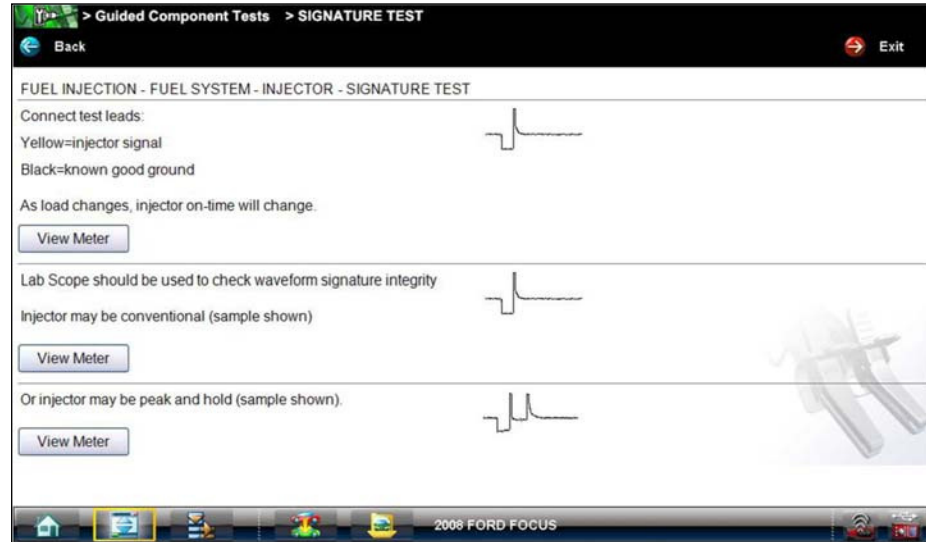 > Guided Component Tests > SIGNATURE TEST
Back
Exit
FUEL INJECTION - FUEL SYSTEM - INJECTOR - SIGNATURE TEST
Connect test leads:
Yellow=injector signal
Black=known good ground
As load changes, injector on-time will change.
View Meter
Lab Scope should be used to check waveform signature integrity
Injector may be conventional (sample shown)
View Meter
Or injector may be peak and hold (sample shown).
View Meter
2008 FORD FOCUS